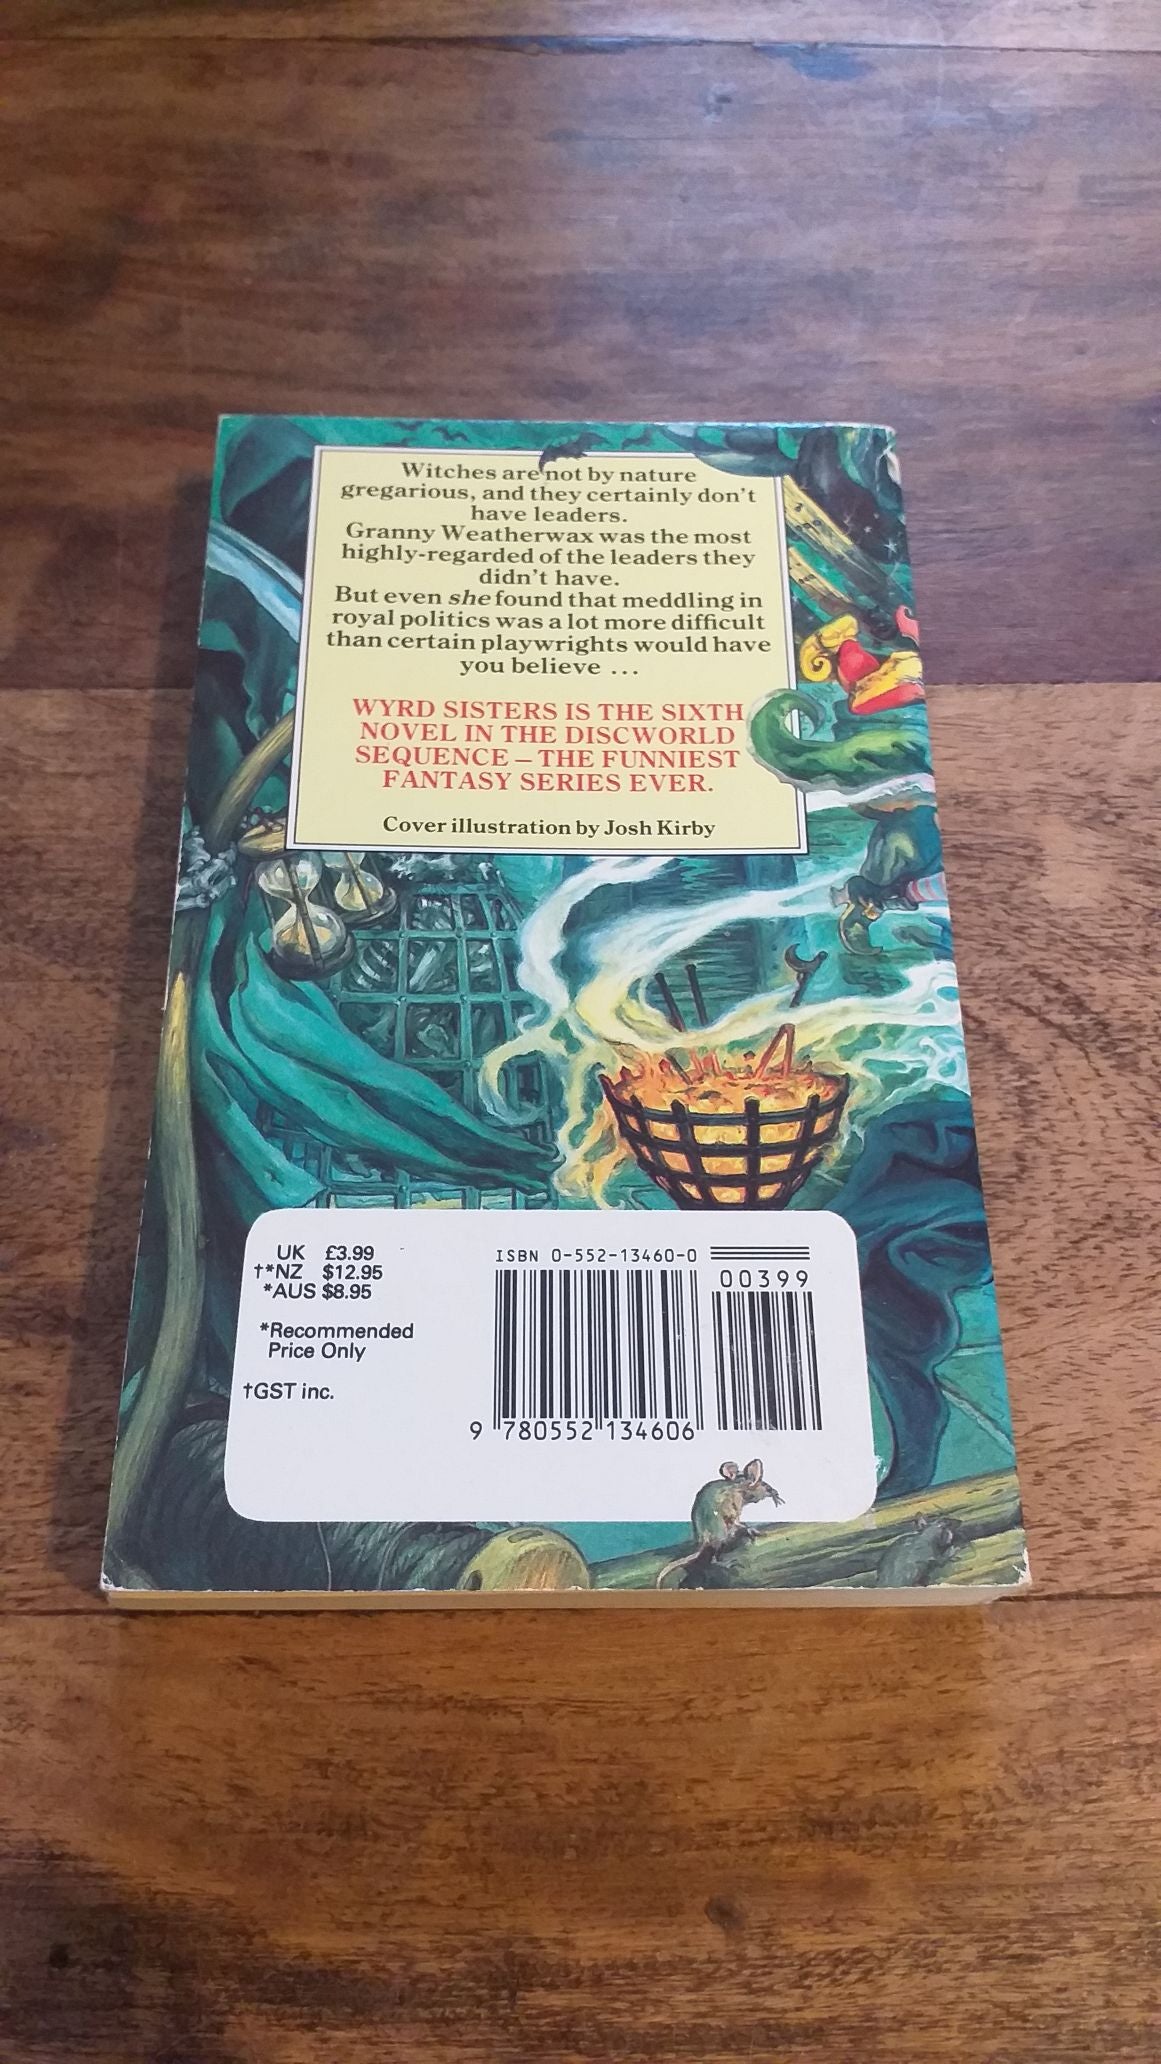 Witches are not by nature
gregarious, and they certainly don't
have leaders.
Granny Weatherwax was the most
highly-regarded of the leaders they
didn't have.
But even she found that meddling in
royal politics was a lot more difficult
than certain playwrights would have
you believe ...
WYRD SISTERS IS THE SIXTH
NOVEL IN THE DISCWORLD
SEQUENCE – THE FUNNIEST
FANTASY SERIES EVER.
Cover illustration by Josh Kirby
UK £3.99
†*NZ $12.95
*AUS $8.95
*Recommended
Price Only
†GST inc.
ISBN 0-552-13460-0
00399
9 780552 134606